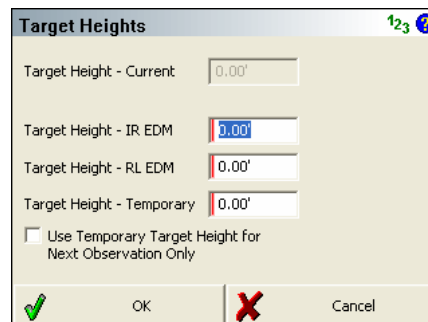 Target Heights 123 ?
Target Height - Current 0.00'
Target Height - IR EDM 0.00'
Target Height - RL EDM 0.00'
Target Height - Temporary 0.00'
Use Temporary Target Height for
Next Observation Only
OK Cancel